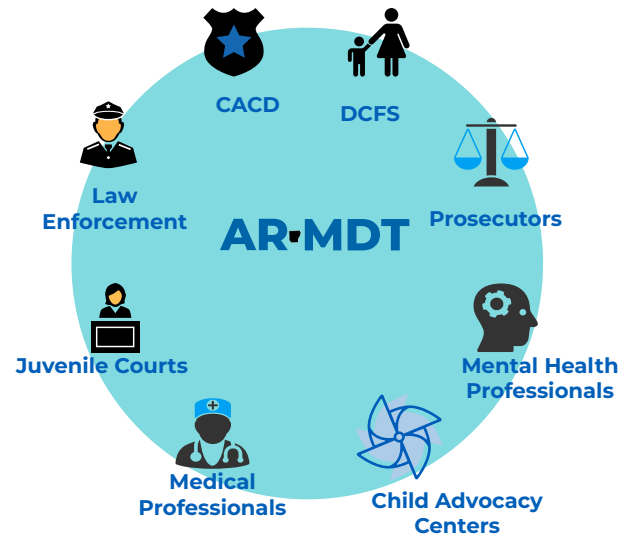 CACD
DCFS
Law
Enforcement
Prosecutors
AR MDT
Juvenile Courts
Mental Health
Professionals
Medical
Professionals
Child Advocacy
Centers